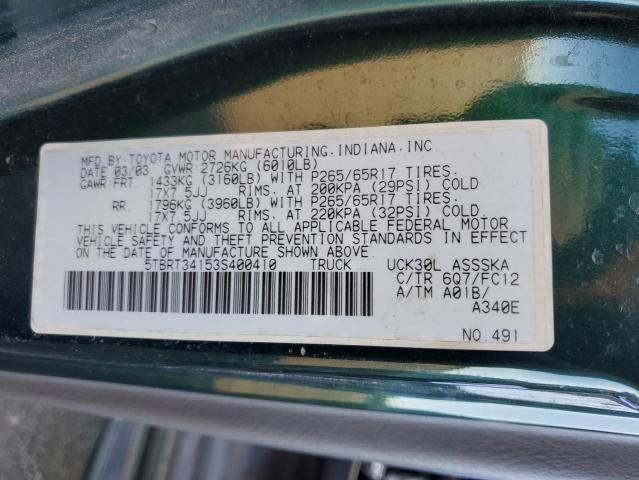 MFD.BY:TOYOTA MOTOR MANUFACTURING.INDIANA.INC.
DATE 03/03 GVWR 2726KG (6010LB)
GAWR:FRT. 1433KG (3160LB) WITH P265/65R17 TIRES.
17X7.5JJ RIMS. AT 200KPA (29PSI) COLD
RR. 1796KG (3960LB) WITH P265/65R17 TIRES.
17X7.5JJ RIMS. AT 220KPA (32PSI) COLD.
THIS VEHICLE CONFORMS TO ALL APPLICABLE FEDERAL MOTOR
VEHICLE SAFETY AND THEFT PREVENTION STANDARDS IN EFFECT
ON THE DATE OF MANUFACTURE SHOWN ABOVE.
5TBRT34153S400410 TRUCK UCK30L ASSSKA
C/TR 6Q7/FC12
A/TM A01B/
A340E
NO.491